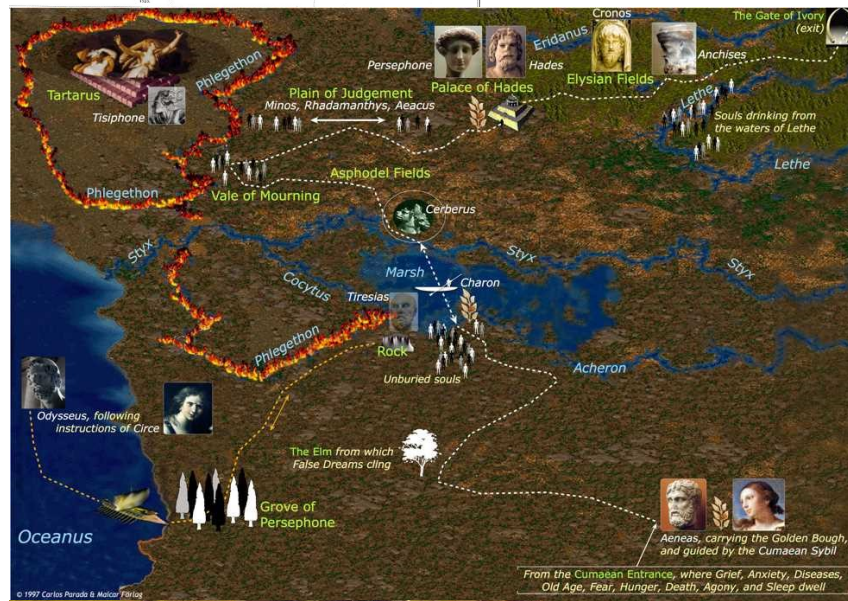 Cronos
The Gate of Ivory
(exit)
Eridanus
Persephone
Hades
Anchises
Phlegethon
Tartarus
Plain of Judgement
Palace of Hades
Elysian Fields
Minos, Rhadamanthys, Aeacus
Lethe
Souls drinking from
the waters of Lethe
Tisiphone
Lethe
Asphodel Fields
Phlegethon
Vale of Mourning
Cerberus
Styx
Styx
Styx
Marsh
Cocytus
Charon
Tiresias
Phlegethon
Rock
Acheron
Unburied souls
Odysseus, following
instructions of Circe
The Elm from which
False Dreams cling
Grove of
Persephone
Oceanus
Aeneas, carrying the Golden Bough,
and guided by the Cumaean Sybil
From the Cumaean Entrance, where Grief, Anxiety, Diseases,
Old Age, Fear, Hunger, Death, Agony, and Sleep dwell
© 1997 Carlos Parada & Maicar Förlag